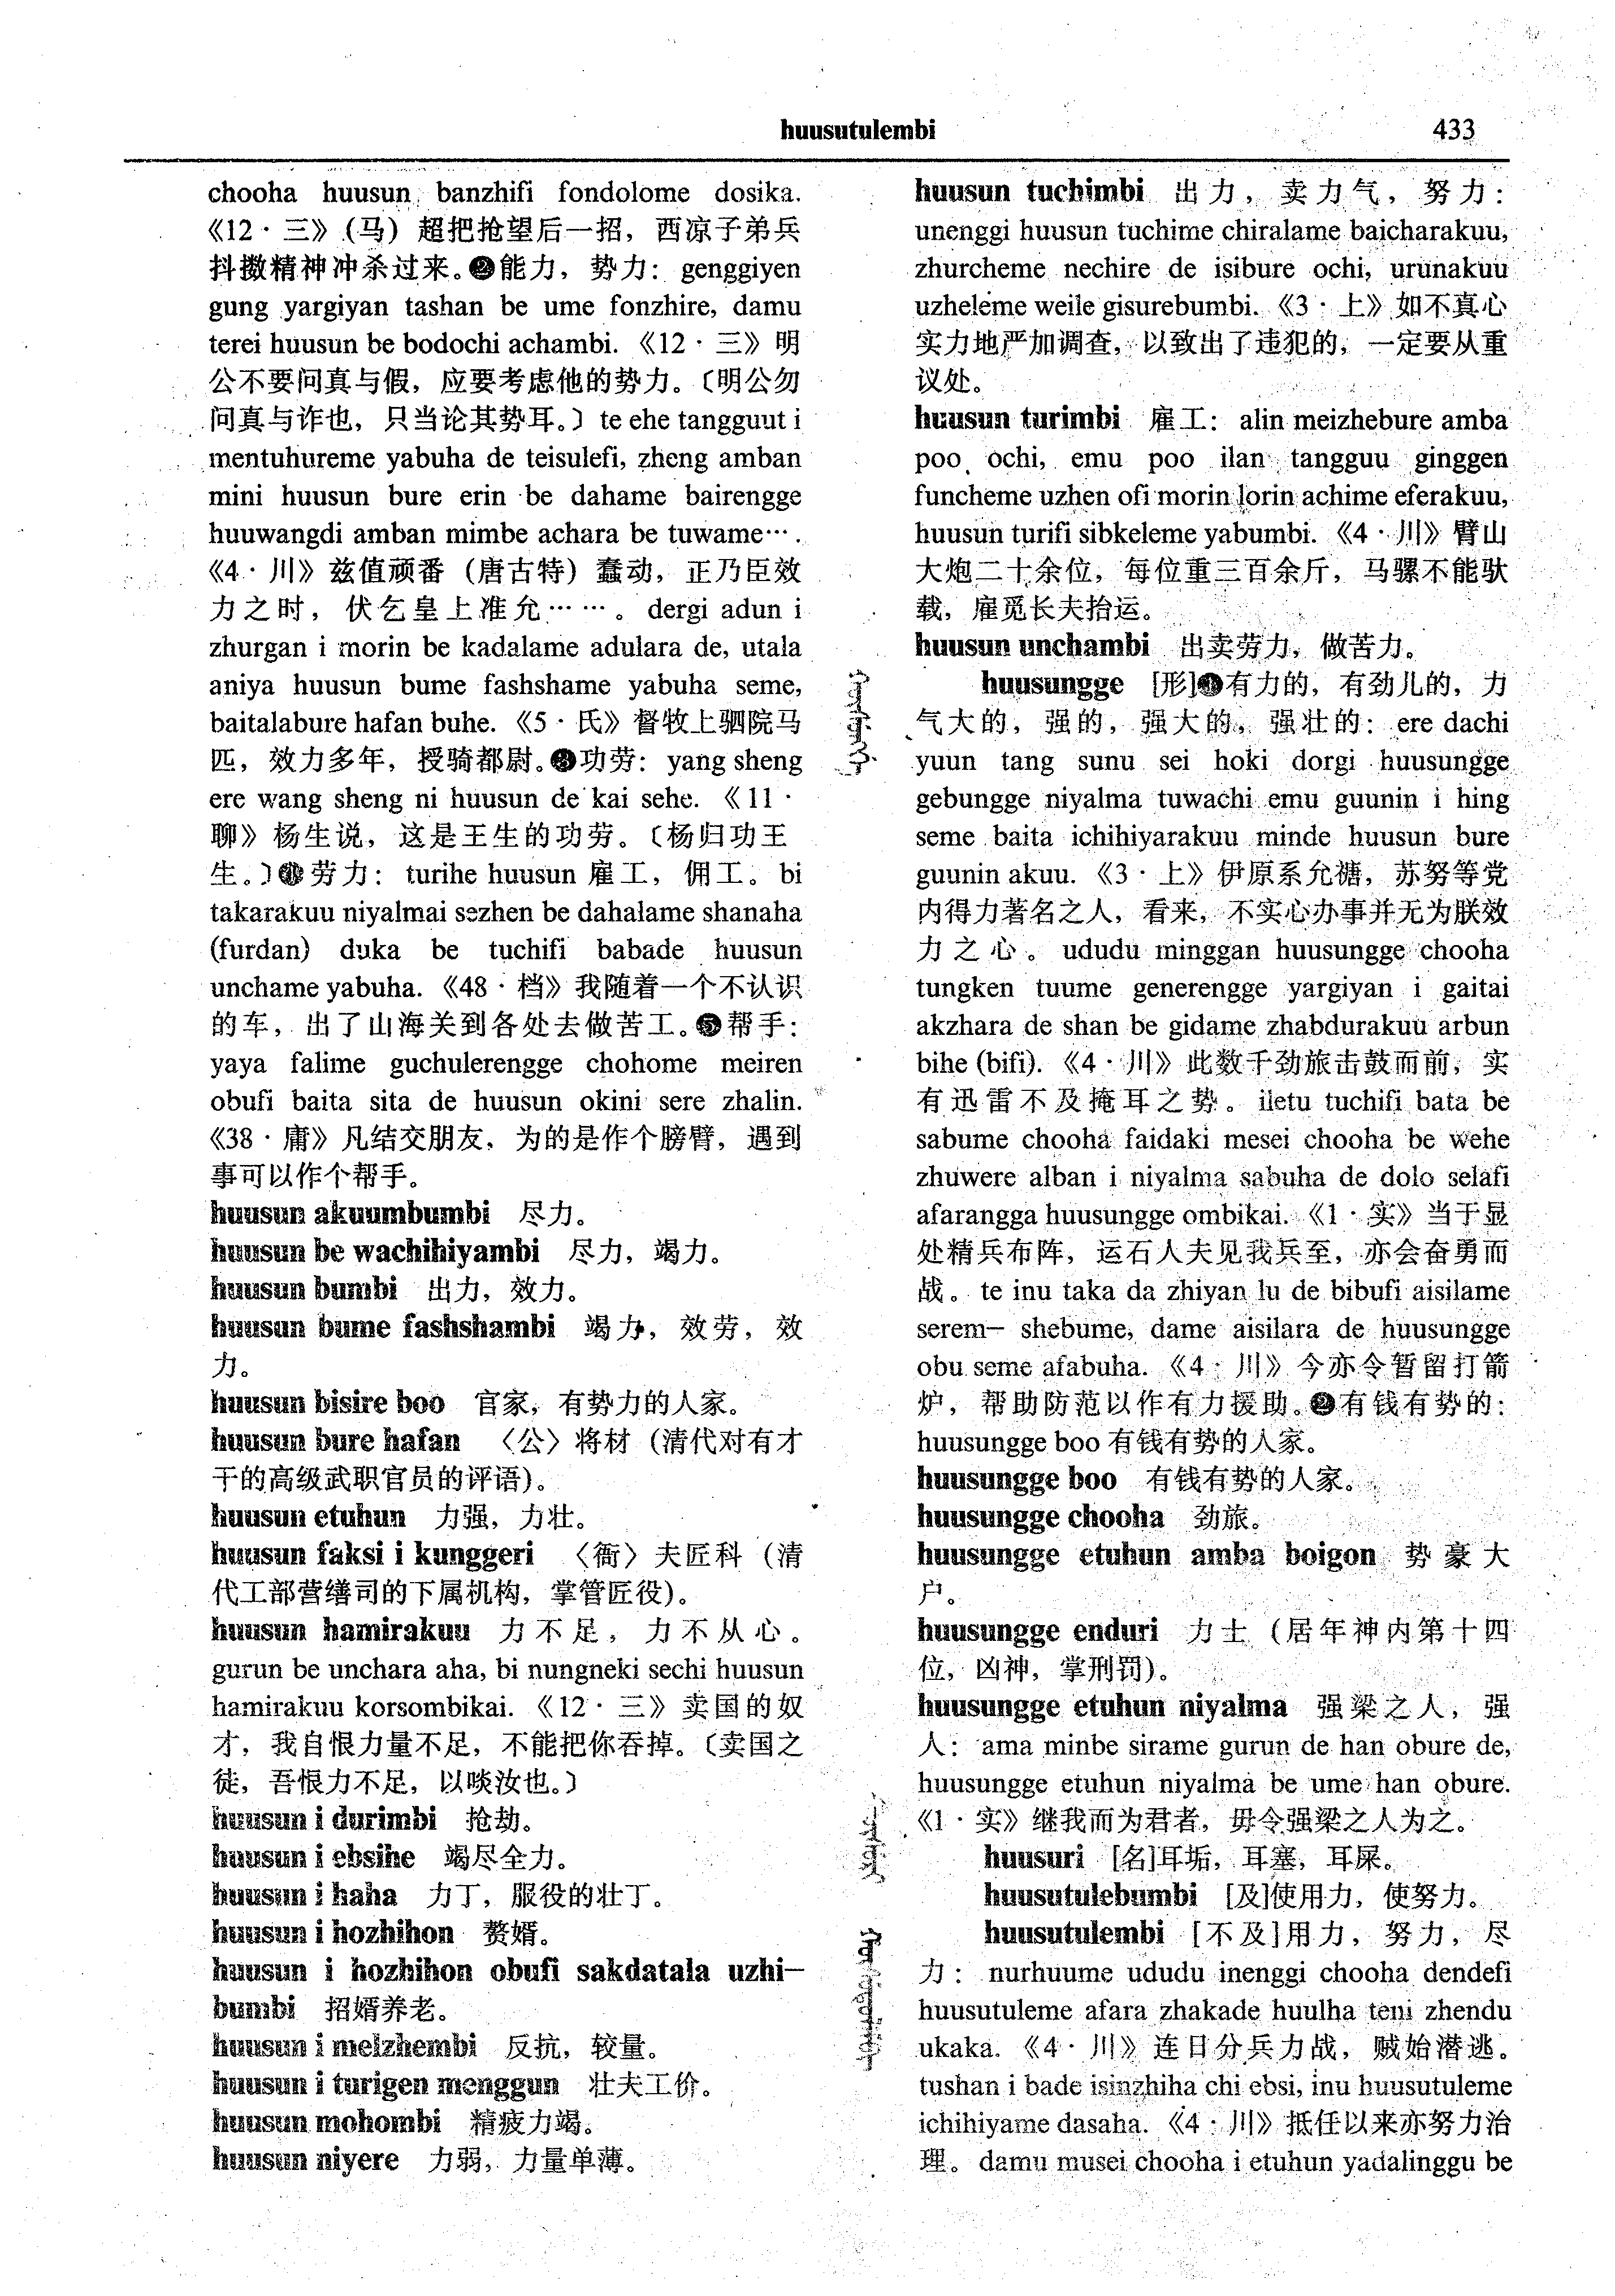 huusutulembi
433
chooha huusun banzhifi fondolome dosika.
《12·三》(马) 超把抢望后一招，西凉子弟兵
抖擞精神冲杀过来。❷能力，势力: genggiyen
gung yargiyan tashan be ume fonzhire, damu
terei huusun be bodochi achambi. 《12·三》明
公不要问真与假，应要考虑他的势力。〔明公勿
问真与诈也，只当论其势耳。〕te ehe tangguut i
mentuhureme yabuha de teisulefi, zheng amban
mini huusun bure erin be dahame bairengge
huuwangdi amban mimbe achara be tuwame….
《4·川》兹值顽番（唐古特）蠢动，正乃臣效
力之时，伏乞皇上准允……。dergi adun i
zhurgan i morin be kadalame adulara de, utala
aniya huusun bume fashshame yabuha seme,
baitalabure hafan buhe. 《5·氏》督牧上驷院马
匹，效力多年，授骑都尉。❸功劳: yang sheng
ere wang sheng ni huusun de kai sehe. 《11·
聊》杨生说，这是王生的功劳。〔杨归功王
生。〕❹劳力: turihe huusun 雇工，佣工。bi
takarakuu niyalmai sezhen be dahalame shanaha
(furdan) duka be tuchifi babade huusun
unchame yabuha. 《48·档》我随着一个不认识
的车，出了山海关到各处去做苦工。❺帮手:
yaya falime guchulerengge chohome meiren
obufi baita sita de huusun okini sere zhalin.
《38·庸》凡结交朋友，为的是作个膀臂，遇到
事可以作个帮手。
huusun akuumbumbi 尽力。
huusun be wachihiyambi 尽力，竭力。
huusun bumbi 出力，效力。
huusun bume fashshambi 竭力，效劳，效
力。
huusun bisire boo 官家，有势力的人家。
huusun bure hafan 〈公〉将材（清代对有才
干的高级武职官员的评语）。
huusun etuhun 力强，力壮。
huusun faksi i kunggeri 〈衙〉夫匠科（清
代工部营缮司的下属机构，掌管匠役）。
huusun hamirakuu 力不足，力不从心。
gurun be unchara aha, bi nungneki sechi huusun
hamirakuu korsombikai. 《12·三》卖国的奴
才，我自恨力量不足，不能把你吞掉。〔卖国之
徒，吾恨力不足，以啖汝也。〕
huusun i durimbi 抢劫。
huusun i ebsihe 竭尽全力。
huusun i haha 力丁，服役的壮丁。
huusun i hozhihon 赘婿。
huusun i hozhihon obufi sakdatala uzhi-
bumbi 招婿养老。
huusun i melzhembi 反抗，较量。
huusun i turigen menggun 壮夫工价。
huusun mohombi 精疲力竭。
huusun niyere 力弱，力量单薄。
huusun tuchimbi 出力，卖力气，努力:
unenggi huusun tuchime chiralame baicharakuu,
zhurcheme nechire de isibure ochi, urunakuu
uzheleme weile gisurebumbi. 《3·上》如不真心
实力地严加调查，以致出了违犯的，一定要从重
议处。
huusun turimbi 雇工: alin meizhebure amba
poo ochi, emu poo ilan tangguu ginggen
funcheme uzhen ofi morin lorin achime eferakuu,
huusun turifi sibkeleme yabumbi. 《4·川》臂山
大炮二十余位，每位重三百余斤，马骡不能驮
载，雇觅长夫抬运。
huusun unchambi 出卖劳力，做苦力。
huusungge [形]❶有力的，有劲儿的，力
气大的，强的，强大的，强壮的: ere dachi
yuun tang sunu sei hoki dorgi huusungge
gebungge niyalma tuwachi emu guunin i hing
seme baita ichihiyarakuu minde huusun bure
guunin akuu. 《3·上》伊原系允禟，苏努等党
内得力著名之人，看来，不实心办事并无为朕效
力之心。ududu minggan huusungge chooha
tungken tuume generengge yargiyan i gaitai
akzhara de shan be gidame zhabdurakuu arbun
bihe (bifi). 《4·川》此数千劲旅击鼓而前，实
有迅雷不及掩耳之势。iletu tuchifi bata be
sabume chooha faidaki mesei chooha be wehe
zhuwere alban i niyalma sabuha de dolo selafi
afarangga huusungge ombikai. 《1·实》当于显
处精兵布阵，运石人夫见我兵至，亦会奋勇而
战。te inu taka da zhiyan lu de bibufi aisilame
serem- shebume, dame aisilara de huusungge
obu seme afabuha. 《4·川》今亦令暂留打箭
炉，帮助防范以作有力援助。❷有钱有势的:
huusungge boo 有钱有势的人家。
huusungge boo 有钱有势的人家。
huusungge chooha 劲旅。
huusungge etuhun amba boigon 势豪大
户。
huusungge enduri 力士（居年神内第十四
位，凶神，掌刑罚）。
huusungge etuhun niyalma 强梁之人，强
人: ama minbe sirame gurun de han obure de,
huusungge etuhun niyalma be ume han obure.
《1·实》继我而为君者，毋令强梁之人为之。
huusuri [名]耳垢，耳塞，耳屎。
huusutulebumbi [及]使用力，使努力。
huusutulembi [不及]用力，努力，尽
力: nurhuume ududu inenggi chooha dendefi
huusutuleme afara zhakade huulha teni zhendu
ukaka. 《4·川》连日分兵力战，贼始潜逃。
tushan i bade isinzhiha chi ebsi, inu huusutuleme
ichihiyame dasaha. 《4·川》抵任以来亦努力治
理。damu musei chooha i etuhun yadalinggu be